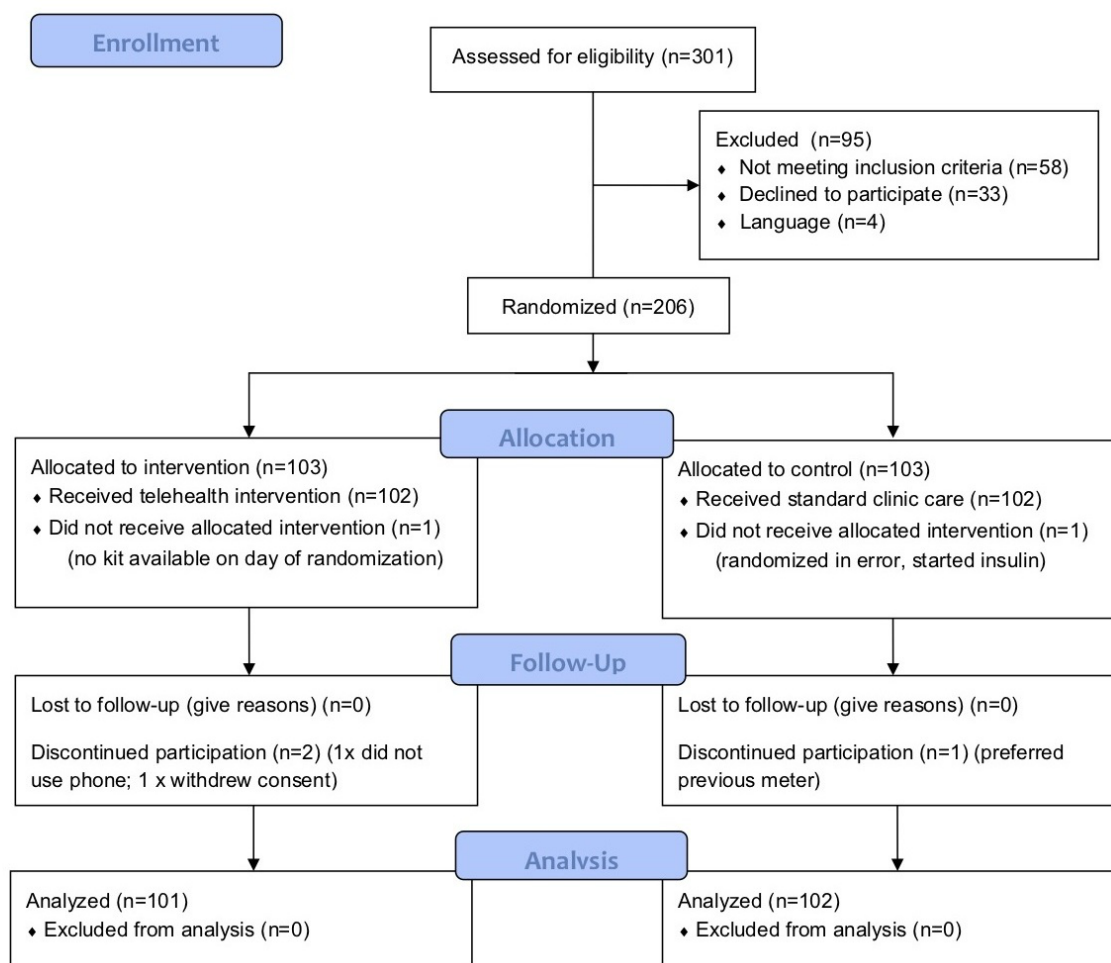 Enrollment
Assessed for eligibility (n=301)
Excluded (n=95)
♦ Not meeting inclusion criteria (n=58)
♦ Declined to participate (n=33)
♦ Language (n=4)
Randomized (n=206)
Allocation
Allocated to intervention (n=103)
♦ Received telehealth intervention (n=102)
♦ Did not receive allocated intervention (n=1)
(no kit available on day of randomization)
Allocated to control (n=103)
♦ Received standard clinic care (n=102)
♦ Did not receive allocated intervention (n=1)
(randomized in error, started insulin)
Follow-Up
Lost to follow-up (give reasons) (n=0)
Discontinued participation (n=2) (1x did not
use phone; 1 x withdrew consent)
Lost to follow-up (give reasons) (n=0)
Discontinued participation (n=1) (preferred
previous meter)
Analysis
Analyzed (n=101)
♦ Excluded from analysis (n=0)
Analyzed (n=102)
♦ Excluded from analysis (n=0)